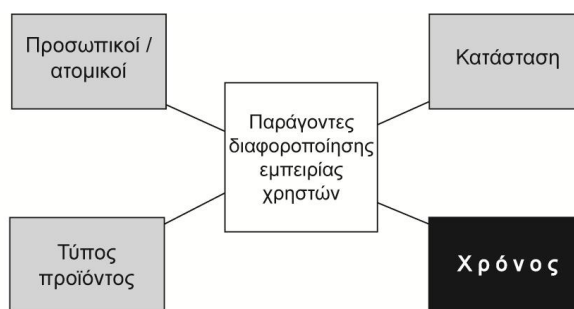 Προσωπικοί /
ατομικοί
Κατάσταση
Παράγοντες
διαφοροποίησης
εμπειρίας
χρηστών
Τύπος
προϊόντος
Χρόνος